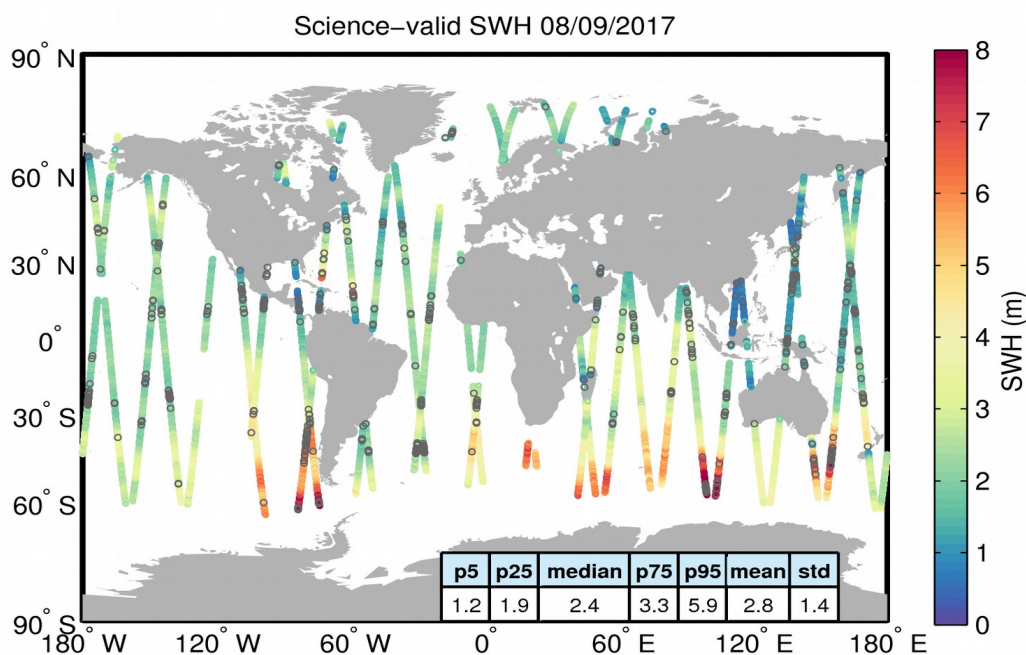 Science−valid SWH 08/09/2017
90° N
60° N
30° N
0°
30° S
60° S
90° S
180° W
120° W
60° W
0°
60° E
120° E
180° E
p5 p25 median p75 p95 mean std
1.2 1.9 2.4 3.3 5.9 2.8 1.4
8
7
6
5
4
3
2
1
0
SWH (m)